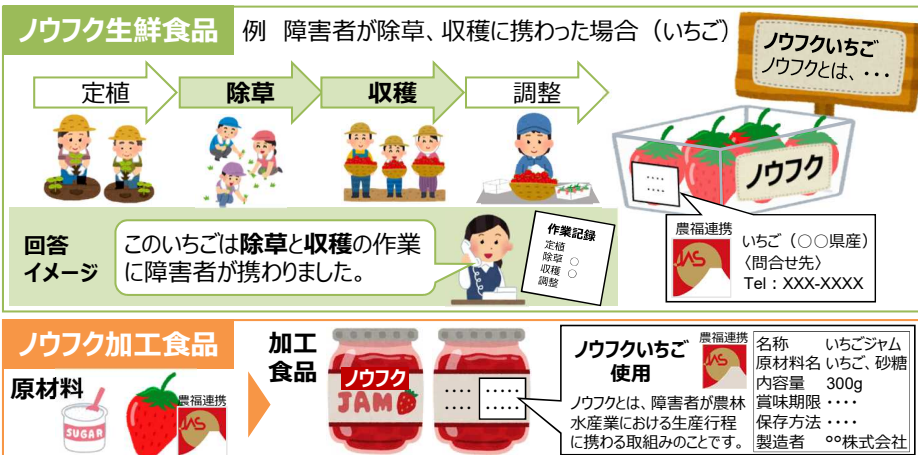 ノウフク生鮮食品
例 障害者が除草、収穫に携わった場合（いちご）
定植
除草
収穫
調整
ノウフクいちご
ノウフクとは、・・・
ノウフク
・・・・
・・・・
回答
イメージ
このいちごは除草と収穫の作業
に障害者が携わりました。
作業記録
定植
除草 ○
収穫 ○
調整
農福連携
JAS
いちご（○○県産）
〈問合せ先〉
Tel：XXX-XXXX
ノウフク加工食品
原材料
SUGAR
農福連携
JAS
加工
食品
ノウフク
JAM
・・・・
・・・・
・・・・
・・・・
ノウフクいちご
使用
農福連携
JAS
ノウフクとは、障害者が農林
水産業における生産行程
に携わる取組みのことです。
名称 いちごジャム
原材料名 いちご、砂糖
内容量 300g
賞味期限 ・・・・
保存方法 ・・・・
製造者 °°株式会社